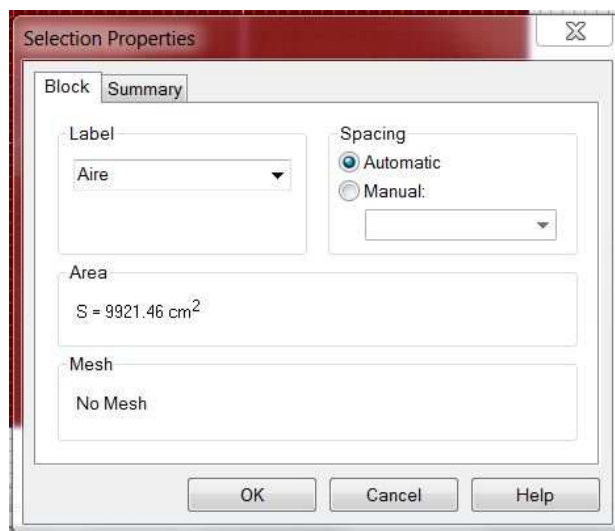 Selection Properties
Block Summary
Label
Aire
Spacing
Automatic
Manual:
Area
S = 9921.46 cm²
Mesh
No Mesh
OK Cancel Help